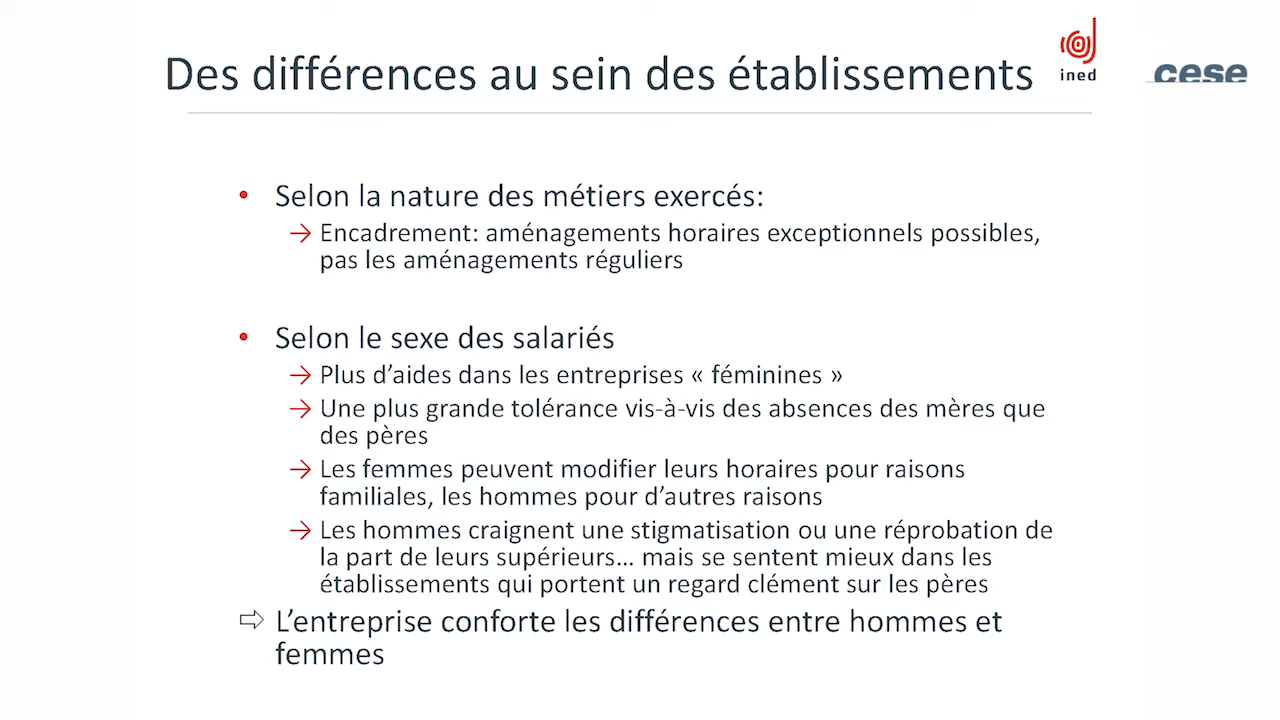 Des différences au sein des établissements
ined
cese
• Selon la nature des métiers exercés:
→ Encadrement: aménagements horaires exceptionnels possibles,
pas les aménagements réguliers
• Selon le sexe des salariés
→ Plus d’aides dans les entreprises « féminines »
→ Une plus grande tolérance vis-à-vis des absences des mères que
des pères
→ Les femmes peuvent modifier leurs horaires pour raisons
familiales, les hommes pour d’autres raisons
→ Les hommes craignent une stigmatisation ou une réprobation de
la part de leurs supérieurs… mais se sentent mieux dans les
établissements qui portent un regard clément sur les pères
⇨ L’entreprise conforte les différences entre hommes et
femmes